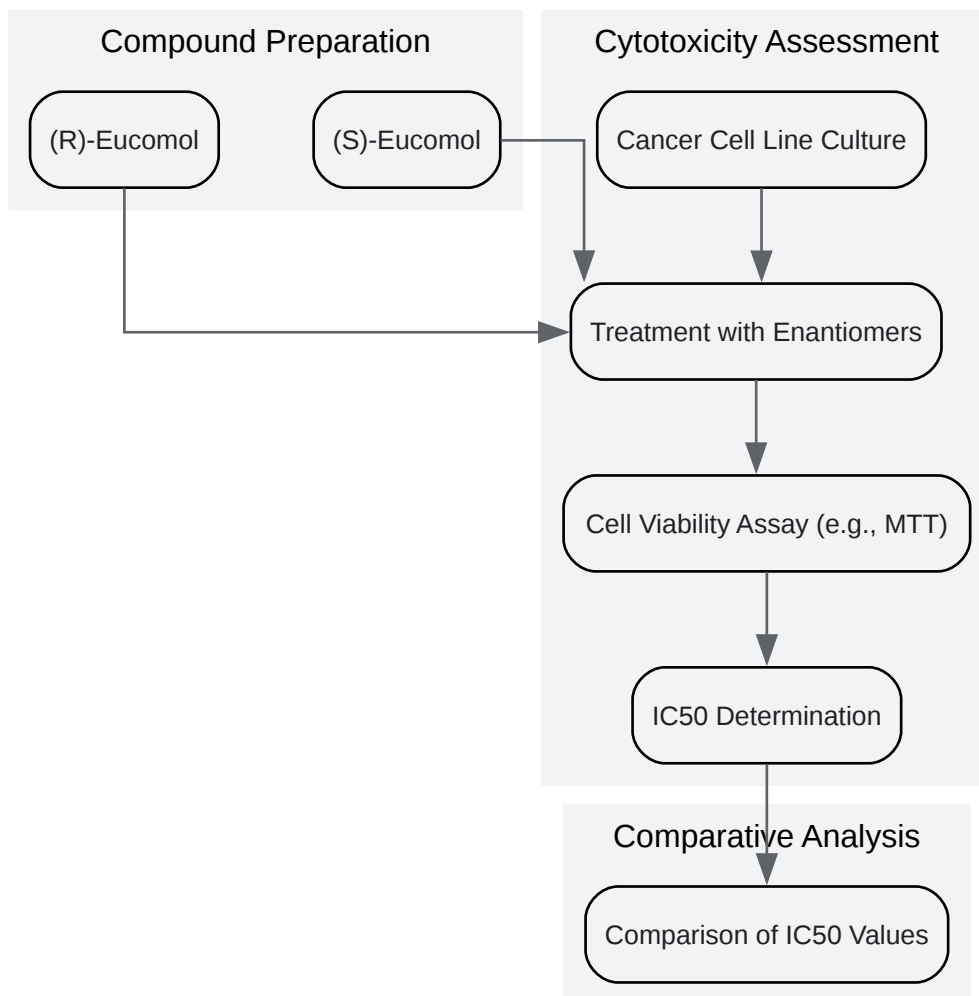 Compound Preparation
(R)-Eucomol
(S)-Eucomol
Cytotoxicity Assessment
Cancer Cell Line Culture
Treatment with Enantiomers
Cell Viability Assay (e.g., MTT)
IC50 Determination
Comparative Analysis
Comparison of IC50 Values